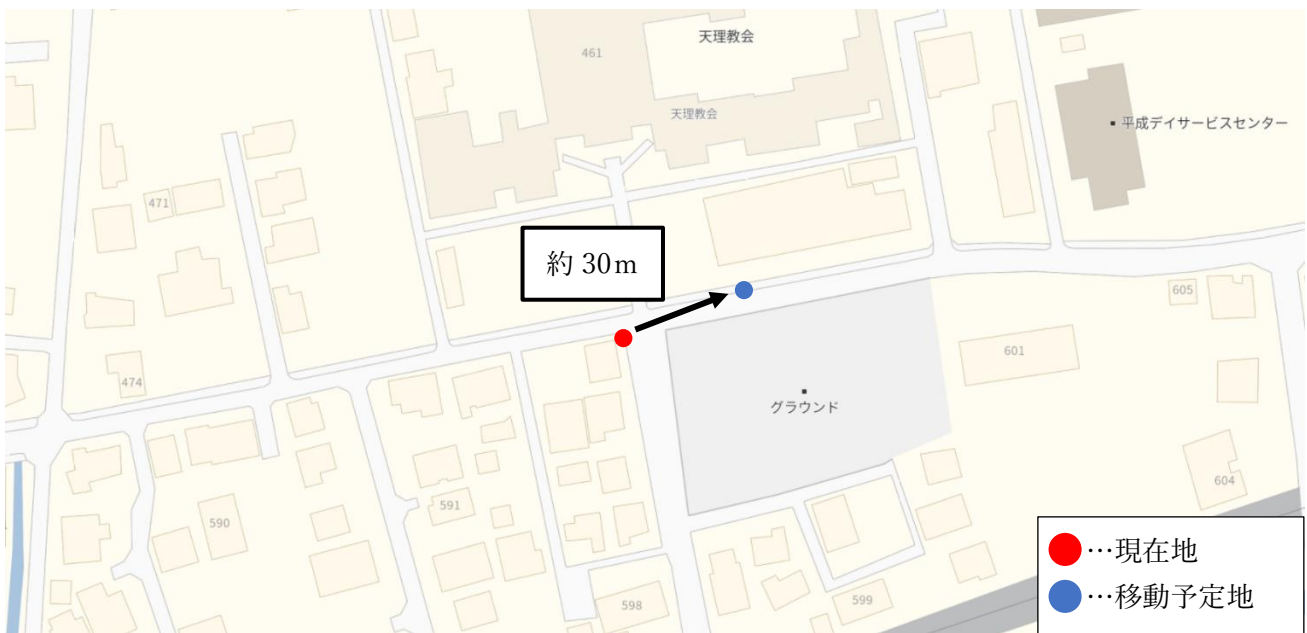 天理教会
461
天理教会
平成デイサービスセンター
471
約 30m
605
601
474
グラウンド
604
591
590
598
599
…現在地
…移動予定地